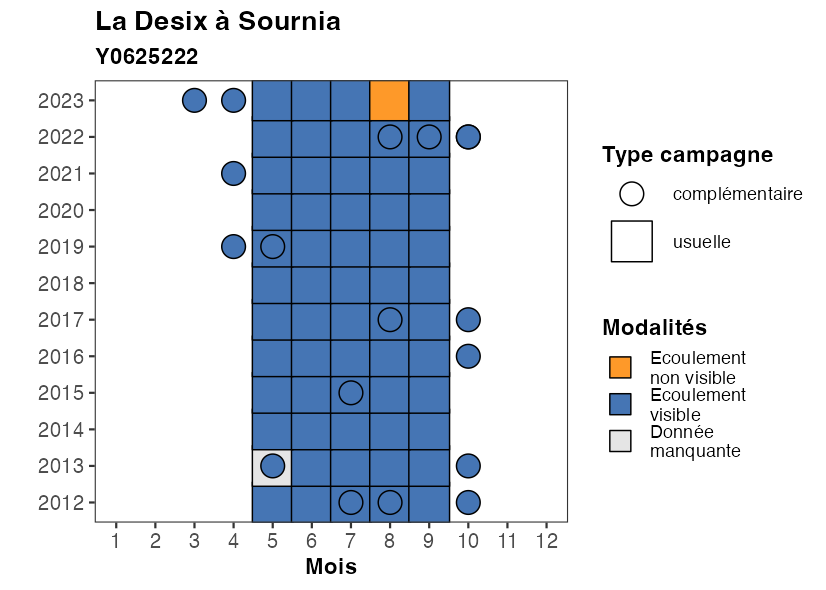 La Desix à Sournia
Y0625222
2023
2022
2021
2020
2019
2018
2017
2016
2015
2014
2013
2012
1 2 3 4 5 6 7 8 9 10 11 12
Mois
Type campagne
complémentaire
usuelle
Modalités
Ecoulement
non visible
Ecoulement
visible
Donnée
manquante